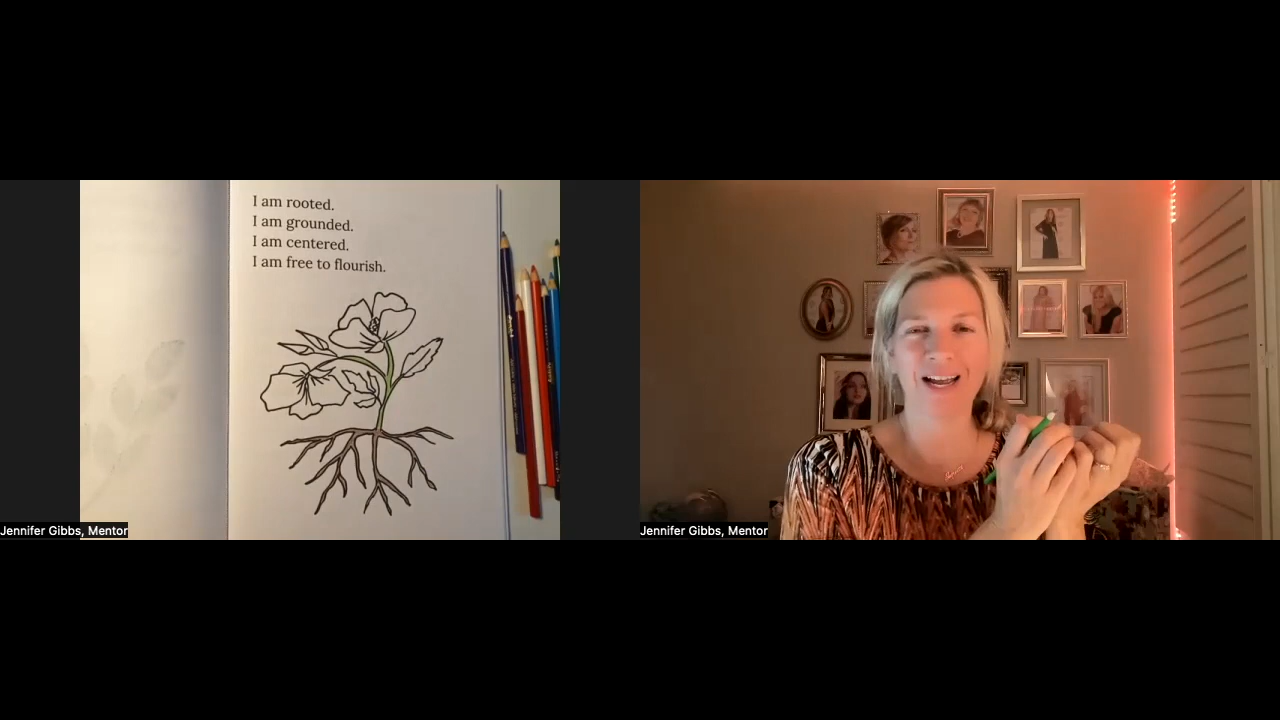 I am rooted.
I am grounded.
I am centered.
I am free to flourish.
Jennifer Gibbs, Mentor
Jennifer Gibbs, Mentor